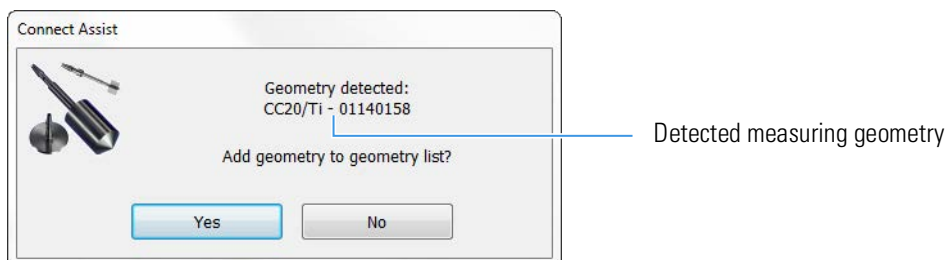 Connect Assist
Geometry detected:
CC20/Ti - 01140158
Detected measuring geometry
Add geometry to geometry list?
Yes
No